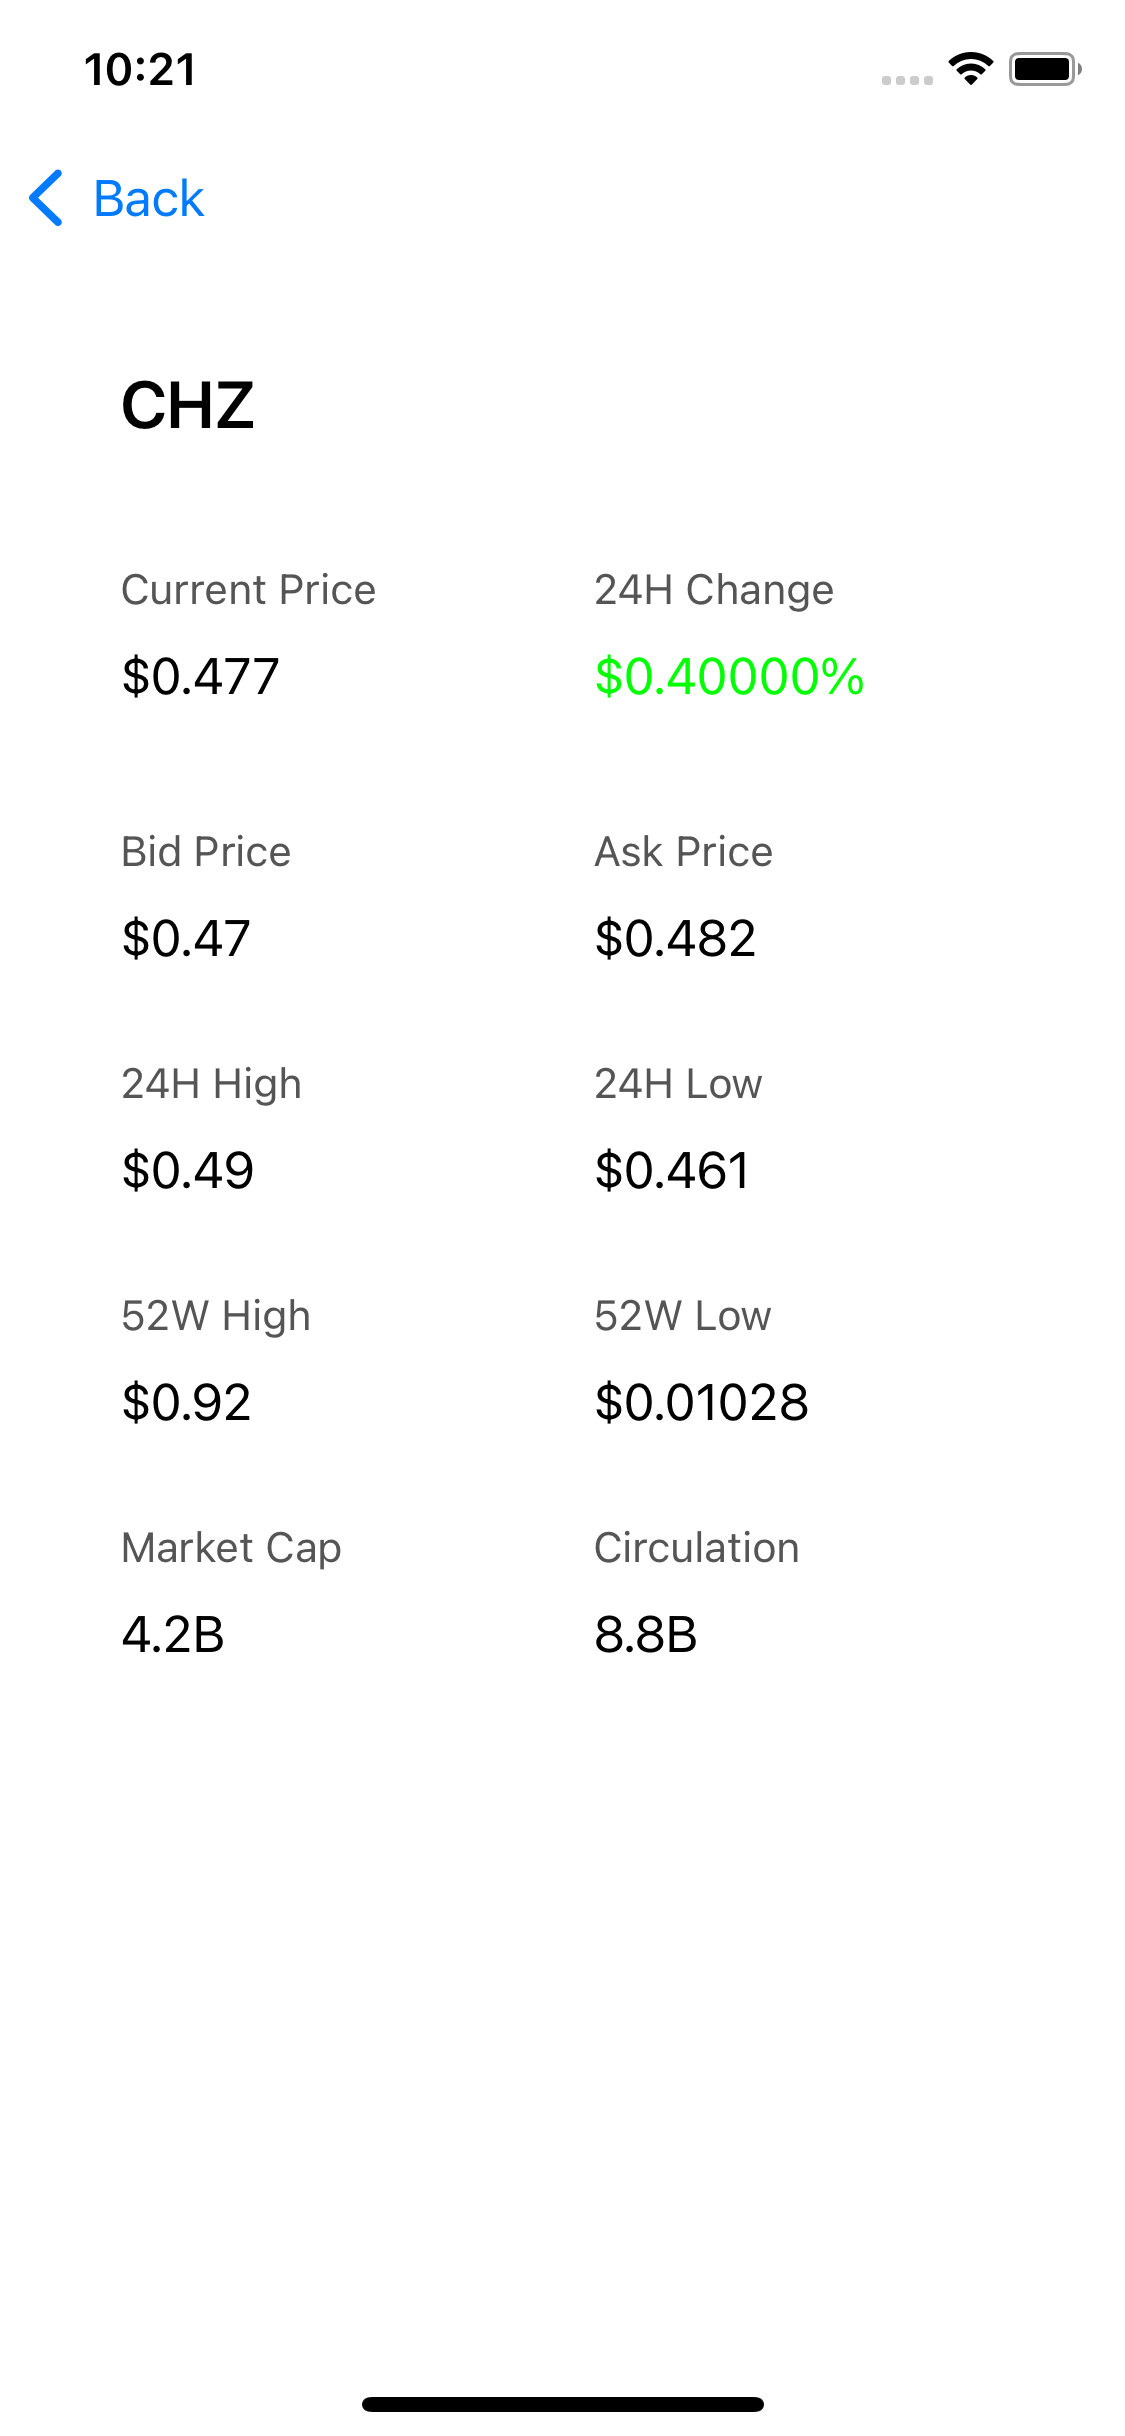 10:21
Back
CHZ
Current Price 24H Change
$0.477 $0.40000%
Bid Price Ask Price
$0.47 $0.482
24H High 24H Low
$0.49 $0.461
52W High 52W Low
$0.92 $0.01028
Market Cap Circulation
4.2B 8.8B